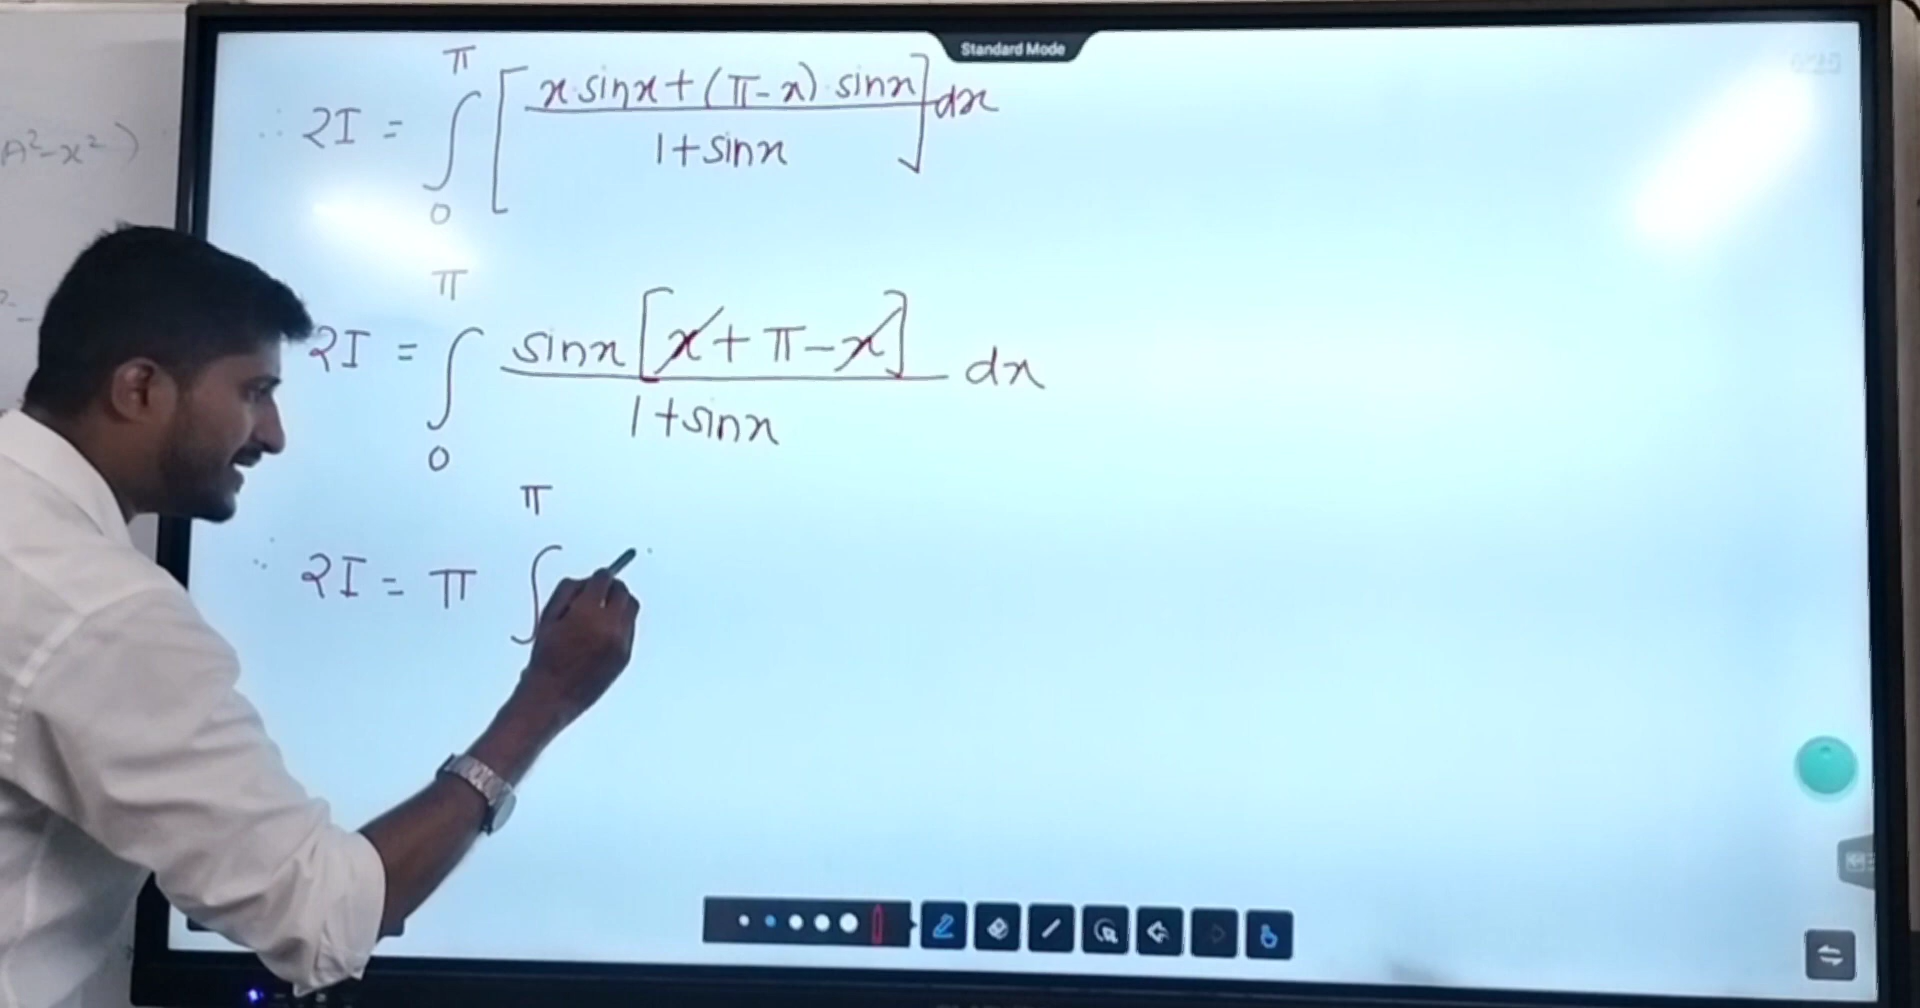 Standard Mode
∴ 2I = ∫₀^π [ (x·sinx + (π-x)·sinx) / (1+sinx) ] dx
A²-x²)
2I = ∫₀^π sinx[x+π-x] / (1+sinx) dx
∴ 2I = π ∫^π